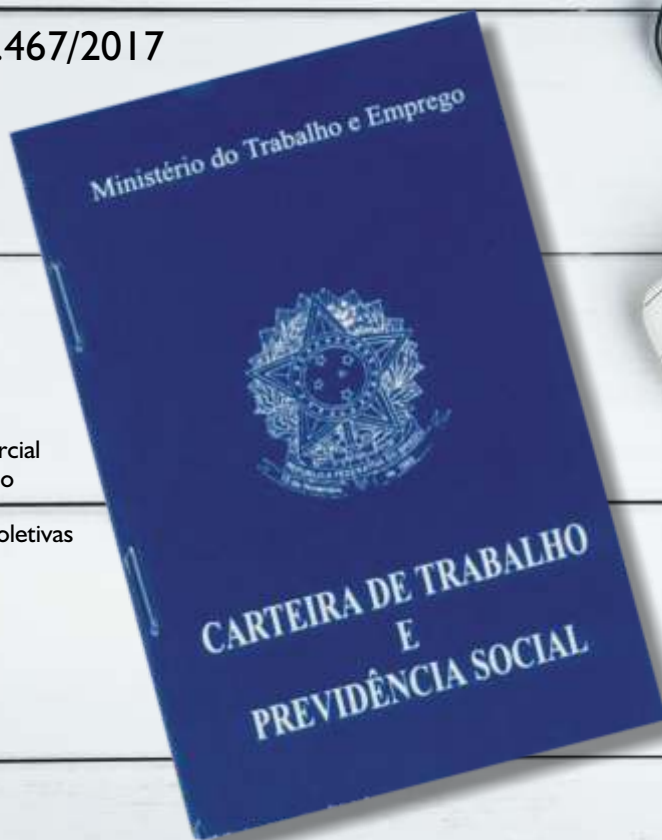 .467/2017
Ministério do Trabalho e Emprego
rcial
o
oletivas
CARTEIRA DE TRABALHO
E
PREVIDÊNCIA SOCIAL